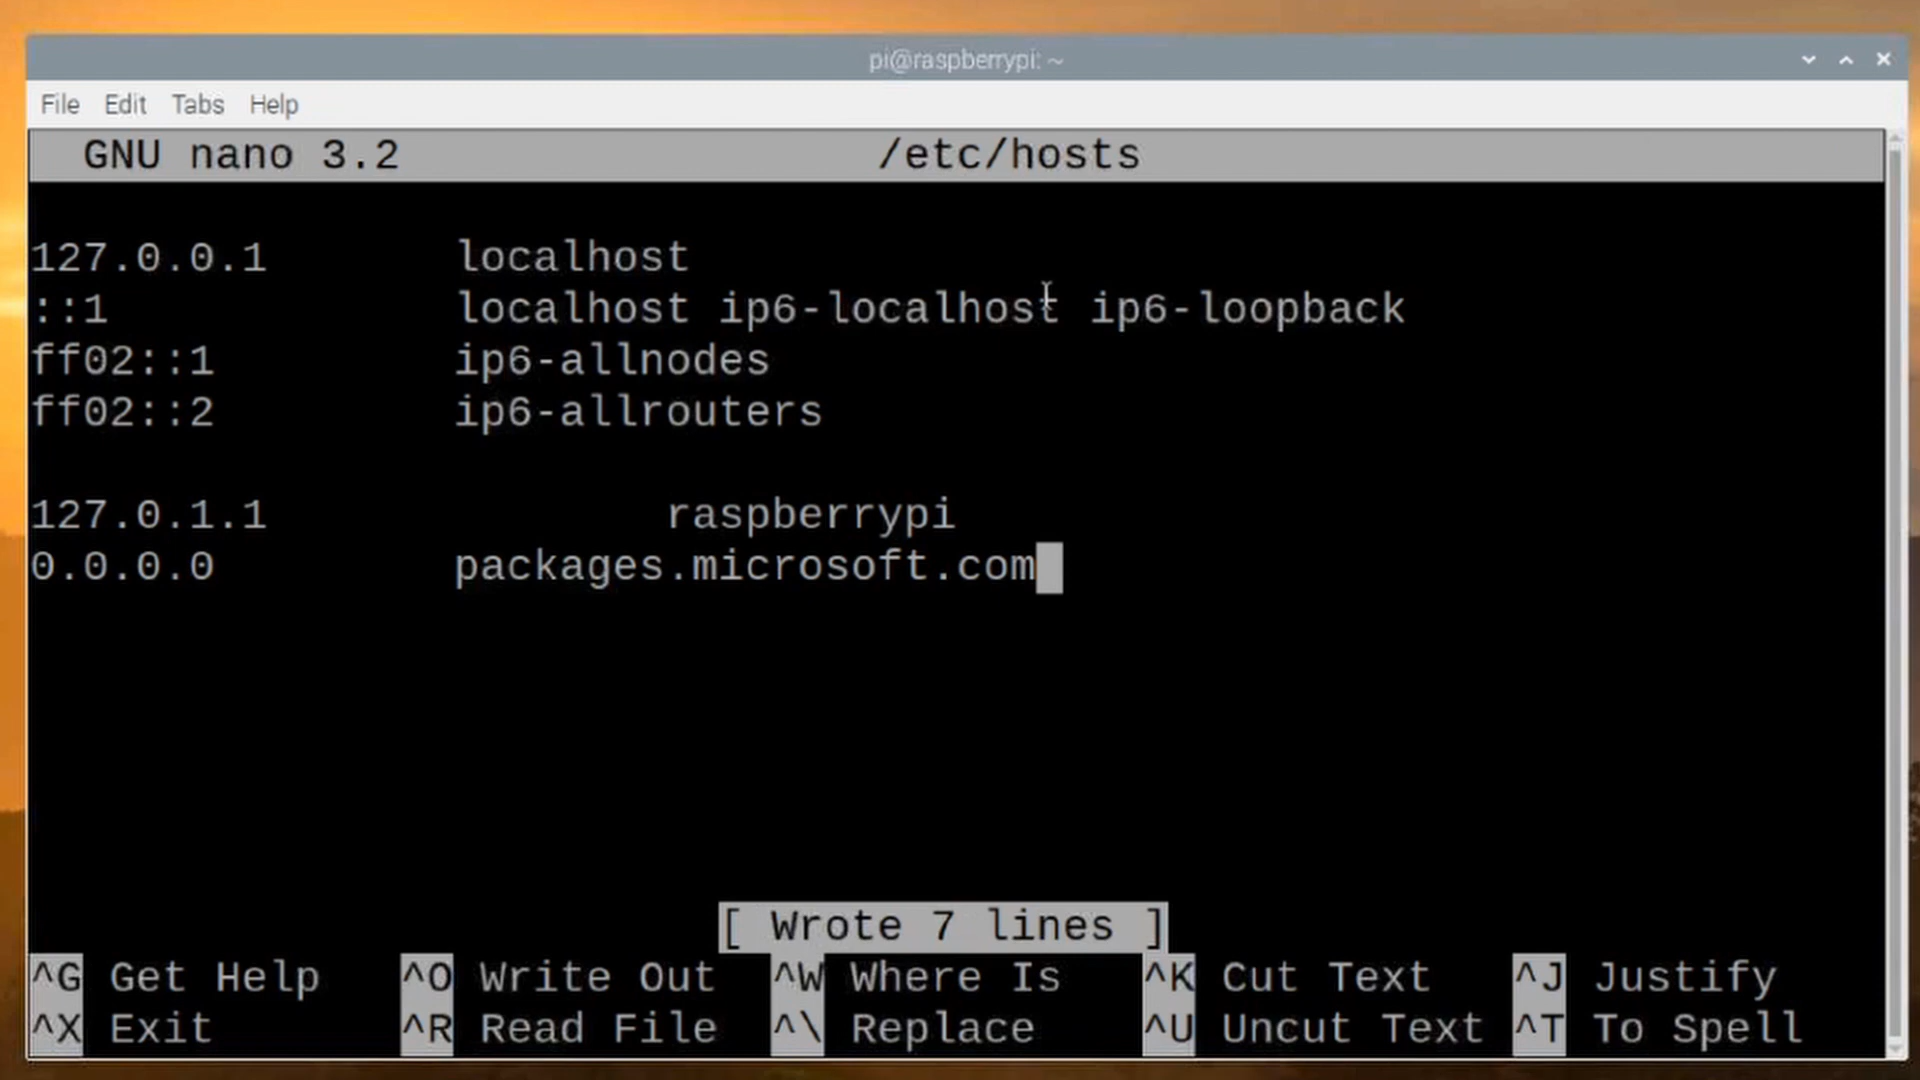 pi@raspberrypi: ~
File Edit Tabs Help
GNU nano 3.2 /etc/hosts
127.0.0.1 localhost
::1 localhost ip6-localhost ip6-loopback
ff02::1 ip6-allnodes
ff02::2 ip6-allrouters
127.0.1.1 raspberrypi
0.0.0.0 packages.microsoft.com
[ Wrote 7 lines ]
^G Get Help ^O Write Out ^W Where Is ^K Cut Text ^J Justify
^X Exit ^R Read File ^\ Replace ^U Uncut Text ^T To Spell